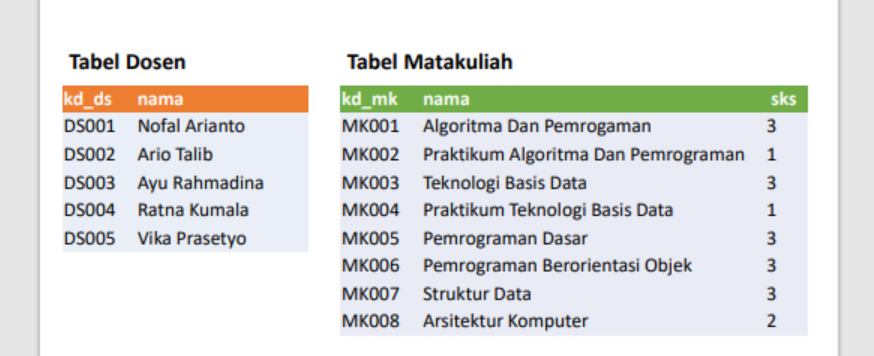 Tabel Dosen
kd_ds nama
DS001 Nofal Arianto
DS002 Ario Talib
DS003 Ayu Rahmadina
DS004 Ratna Kumala
DS005 Vika Prasetyo
Tabel Matakuliah
kd_mk nama sks
MK001 Algoritma Dan Pemrogaman 3
MK002 Praktikum Algoritma Dan Pemrograman 1
MK003 Teknologi Basis Data 3
MK004 Praktikum Teknologi Basis Data 1
MK005 Pemrograman Dasar 3
MK006 Pemrograman Berorientasi Objek 3
MK007 Struktur Data 3
MK008 Arsitektur Komputer 2